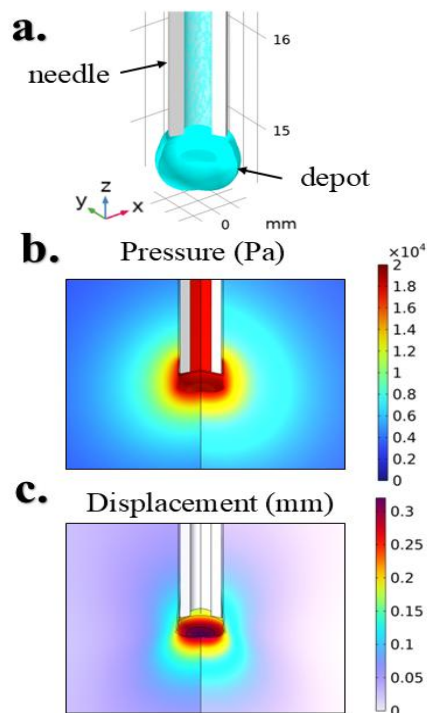 a.
16
needle
15
depot
z
y
x
0
mm
b.
Pressure (Pa)
×10⁴
2
1.8
1.6
1.4
1.2
1
0.8
0.6
0.4
0.2
0
c.
Displacement (mm)
0.3
0.25
0.2
0.15
0.1
0.05
0